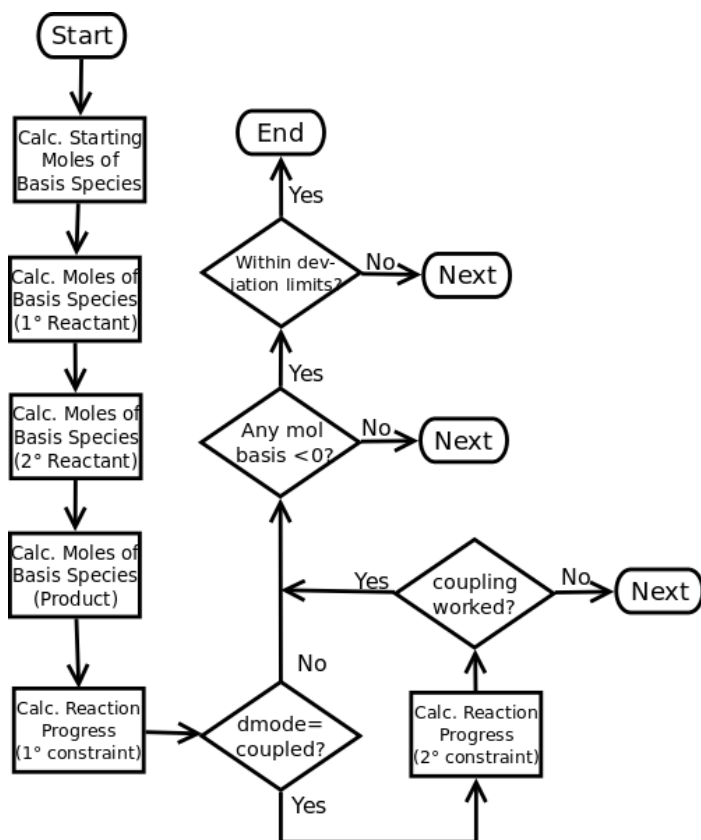 Start
Calc. Starting
Moles of
Basis Species
Calc. Moles of
Basis Species
(1° Reactant)
Calc. Moles of
Basis Species
(2° Reactant)
Calc. Moles of
Basis Species
(Product)
Calc. Reaction
Progress
(1° constraint)
dmode=
coupled?
Yes
No
Calc. Reaction
Progress
(2° constraint)
coupling
worked?
Yes
No
Next
Any mol
basis <0?
No
Next
Yes
Within dev-
iation limits?
No
Next
Yes
End